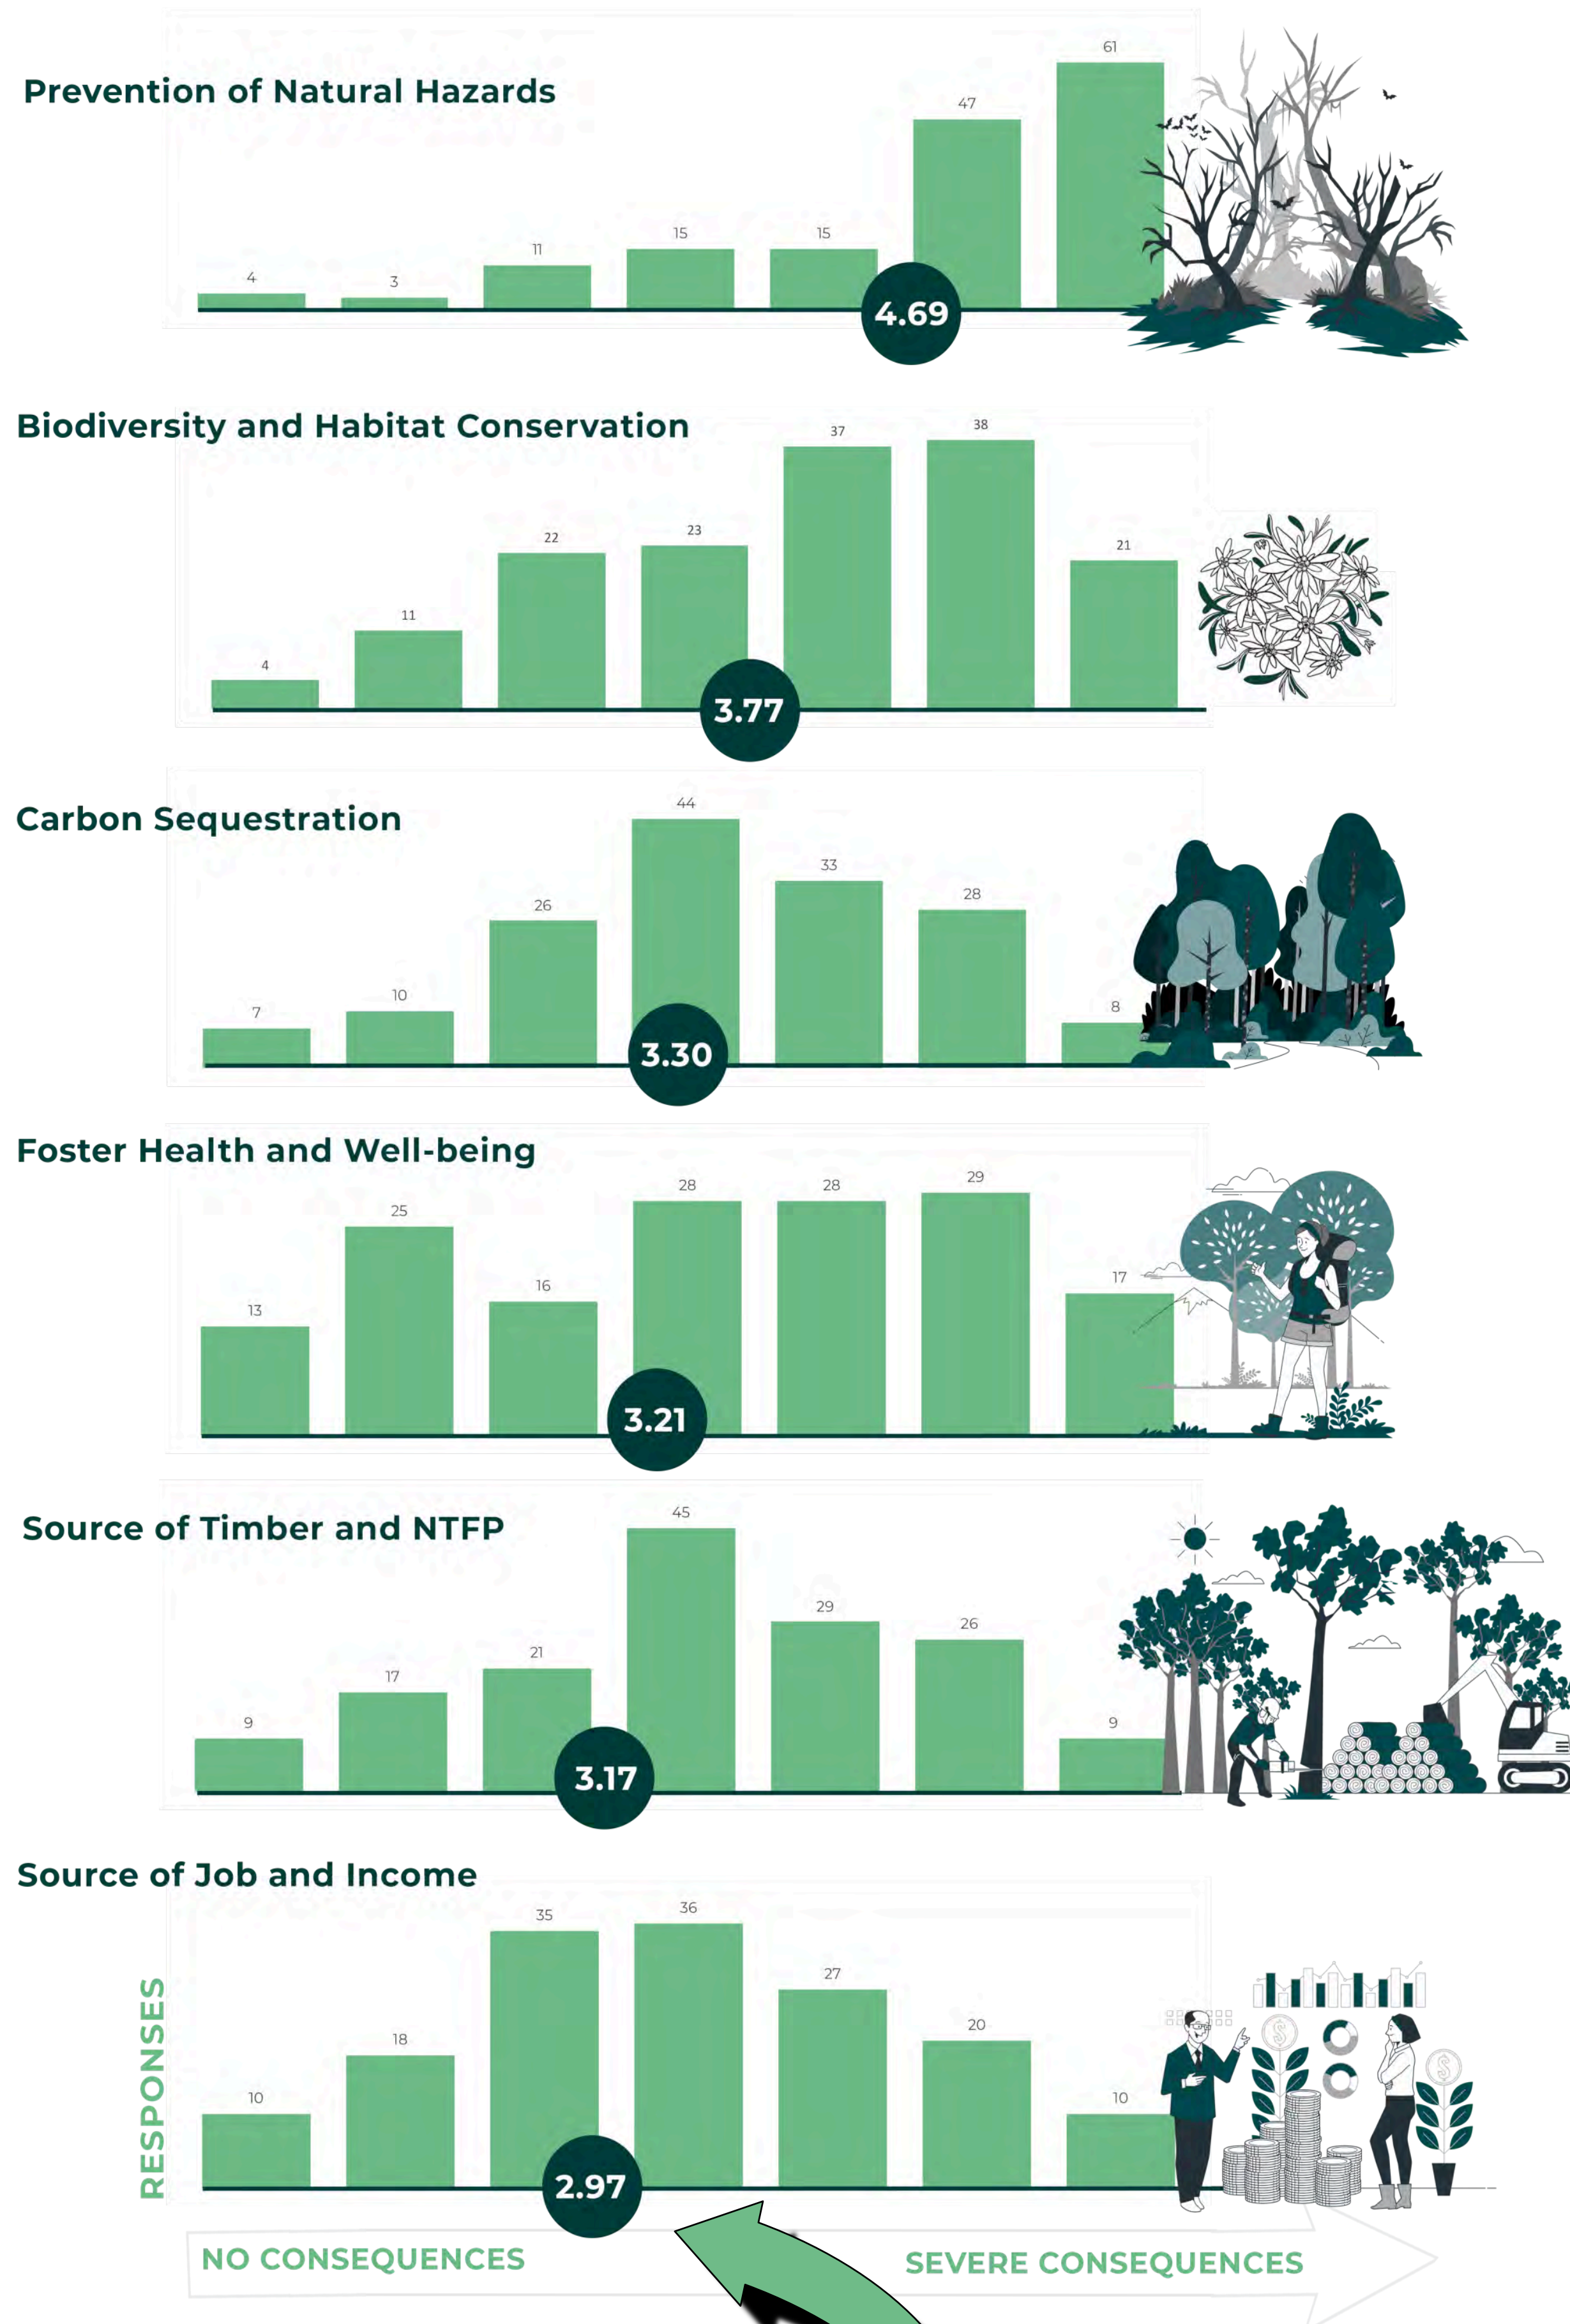 Prevention of Natural Hazards
4 3 11 15 15 47 61
4.69
Biodiversity and Habitat Conservation
4 11 22 23 37 38 21
3.77
Carbon Sequestration
7 10 26 44 33 28 8
3.30
Foster Health and Well-being
13 25 16 28 28 29 17
3.21
Source of Timber and NTFP
9 17 21 45 29 26 9
3.17
Source of Job and Income
10 18 35 36 27 20 10
RESPONSES
2.97
NO CONSEQUENCES
SEVERE CONSEQUENCES